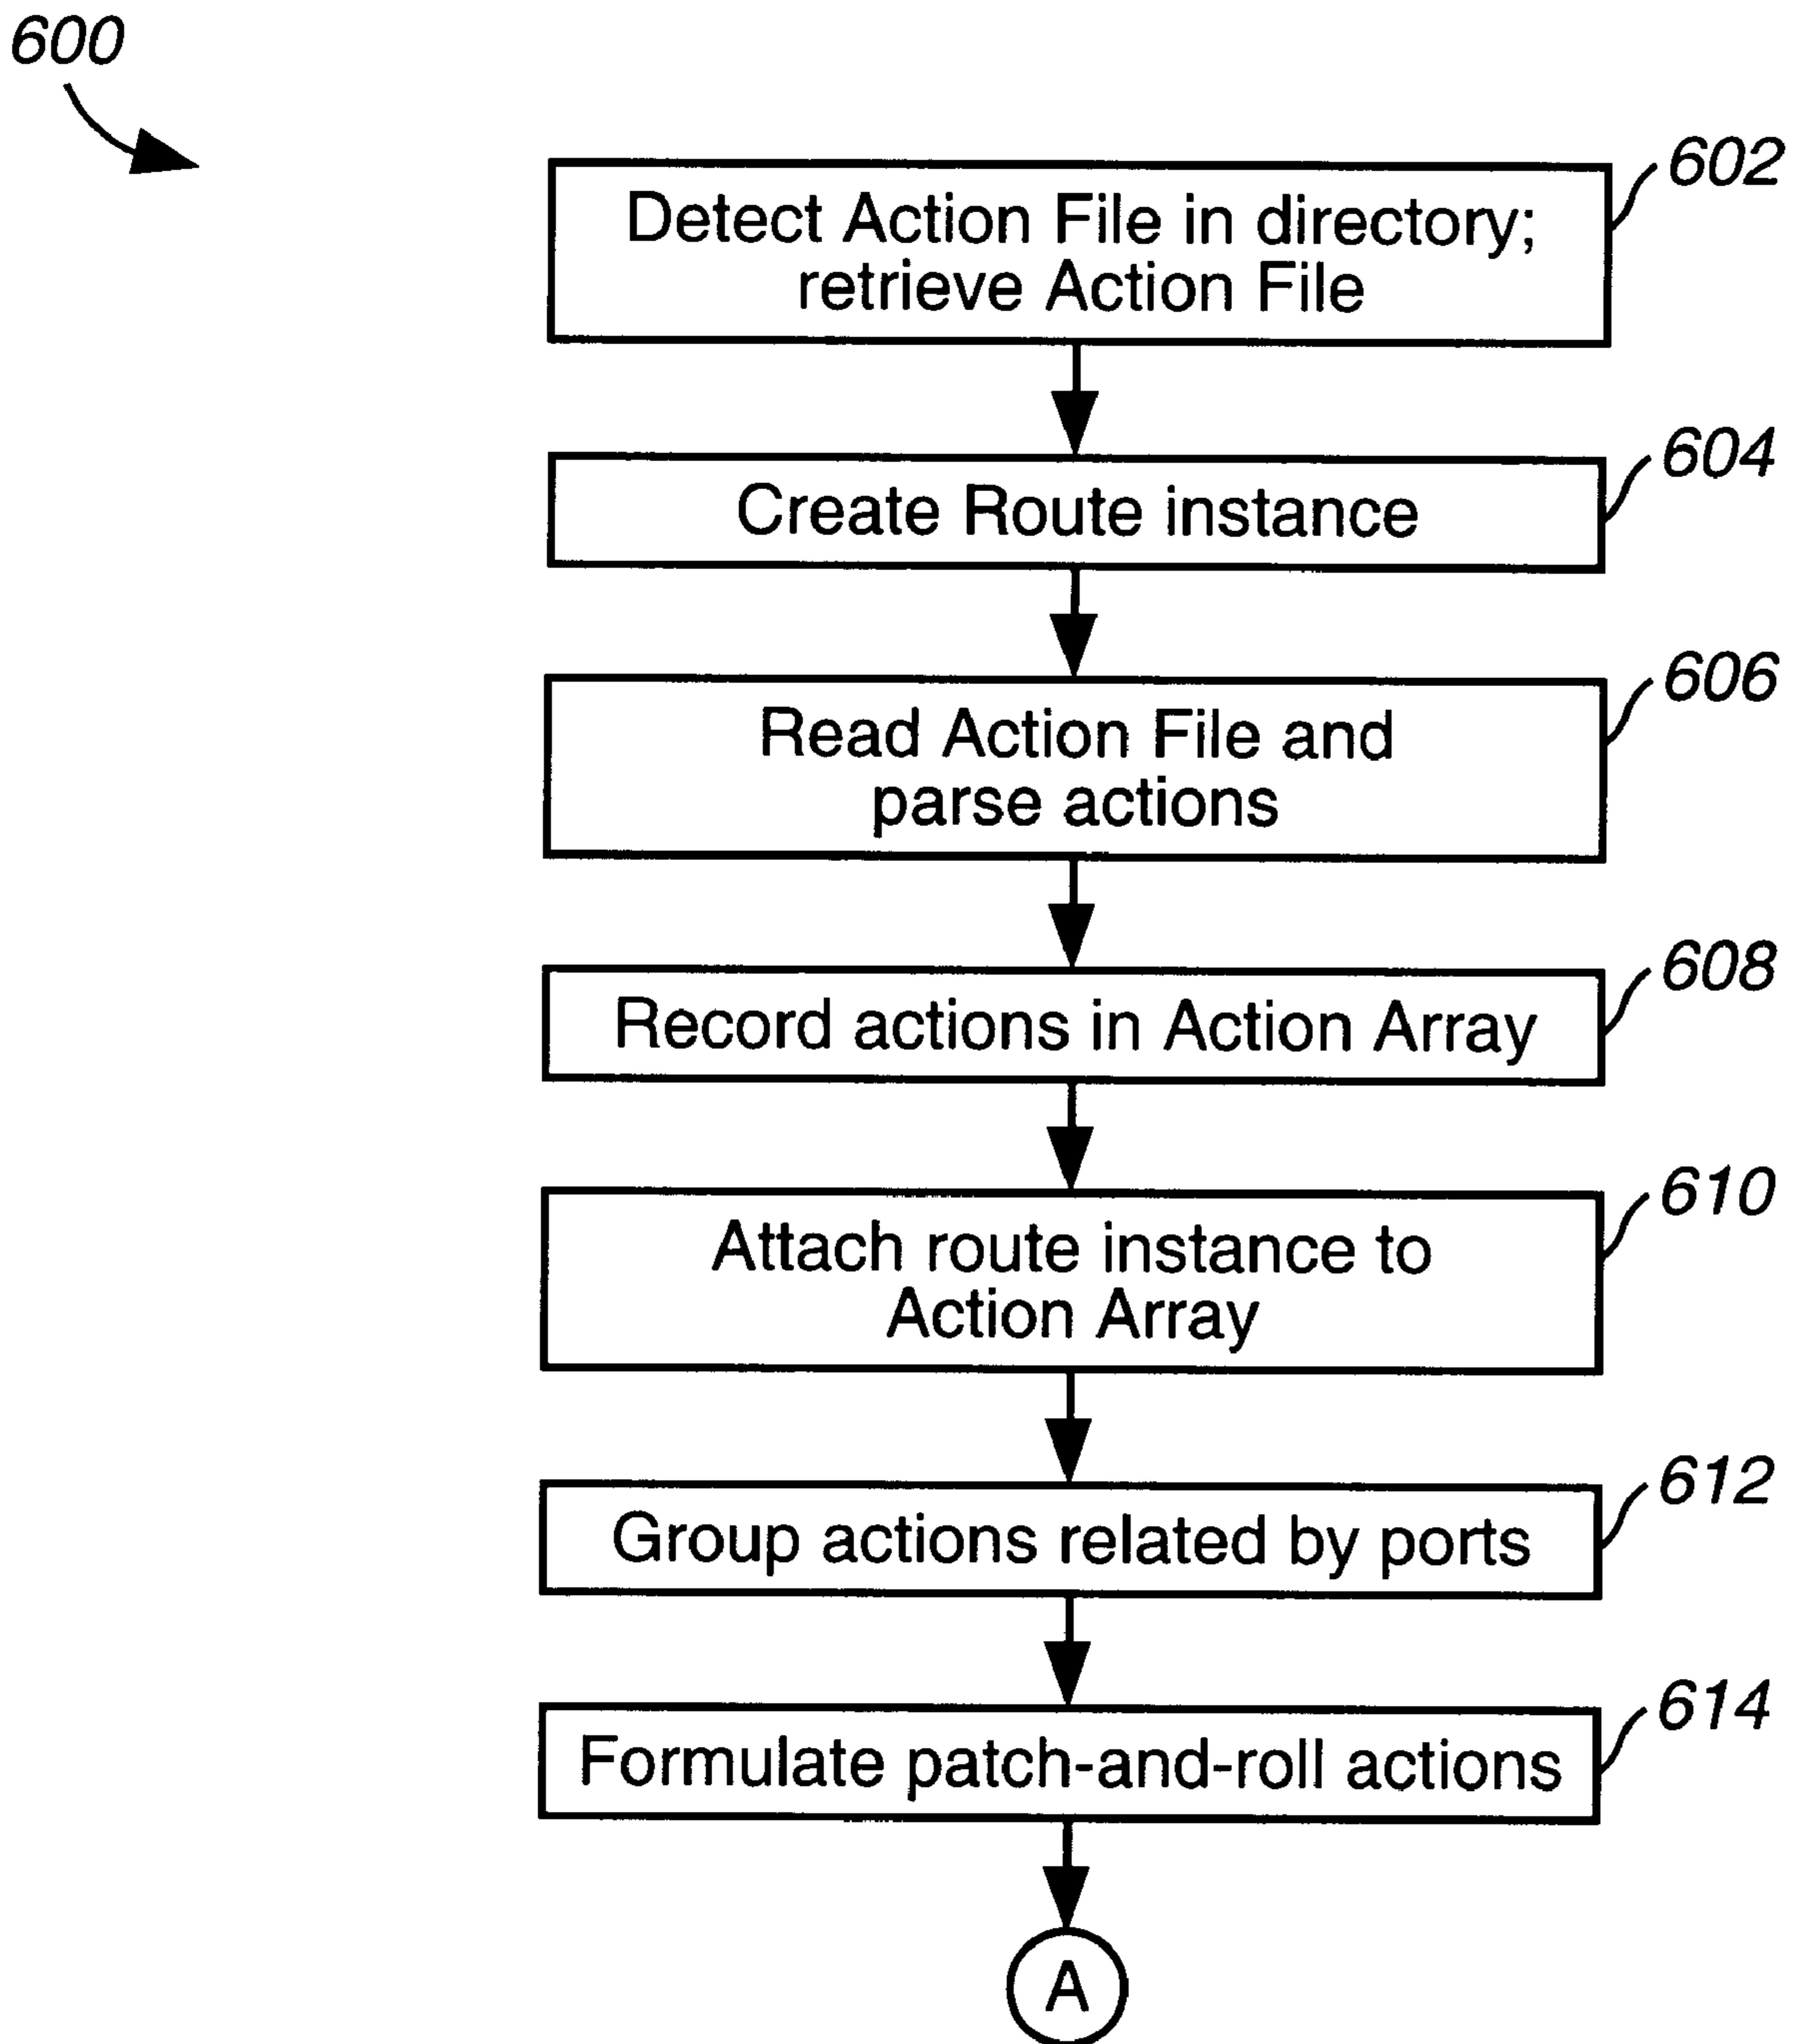 600
602
Detect Action File in directory;
retrieve Action File
604
Create Route instance
606
Read Action File and
parse actions
608
Record actions in Action Array
610
Attach route instance to
Action Array
612
Group actions related by ports
614
Formulate patch-and-roll actions
A